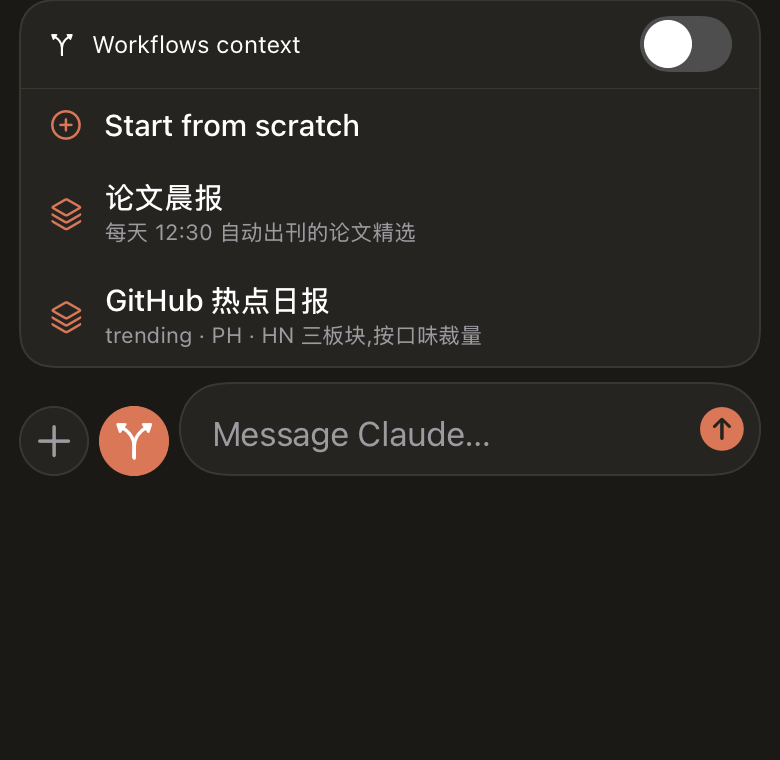 Workflows context
Start from scratch
论文晨报
每天 12:30 自动出刊的论文精选
GitHub 热点日报
trending · PH · HN 三板块,按口味裁量
Message Claude...